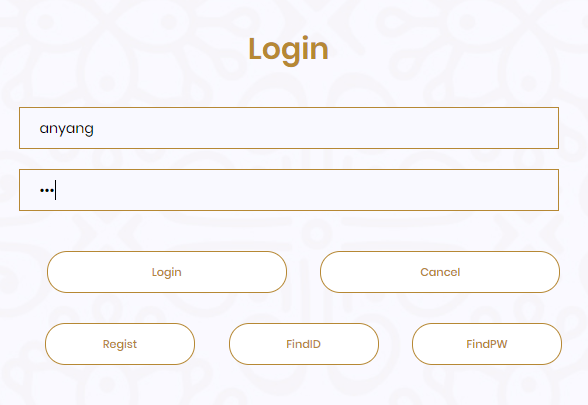 Login
anyang
•••
Login Cancel
Regist FindID FindPW